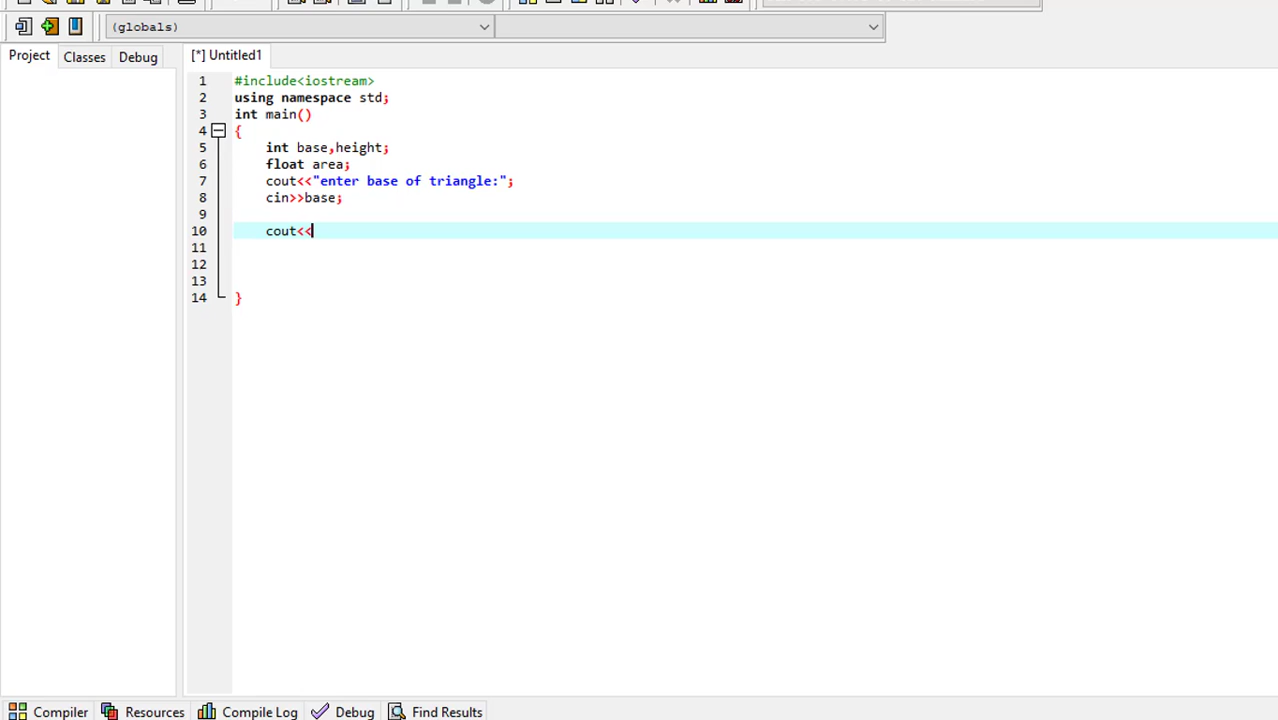 (globals)
Project Classes Debug [*] Untitled1
1 #include<iostream>
2 using namespace std;
3 int main()
4 {
5 int base,height;
6 float area;
7 cout<<"enter base of triangle:";
8 cin>>base;
9
10 cout<<
11
12
13
14 }
Compiler Resources Compile Log Debug Find Results